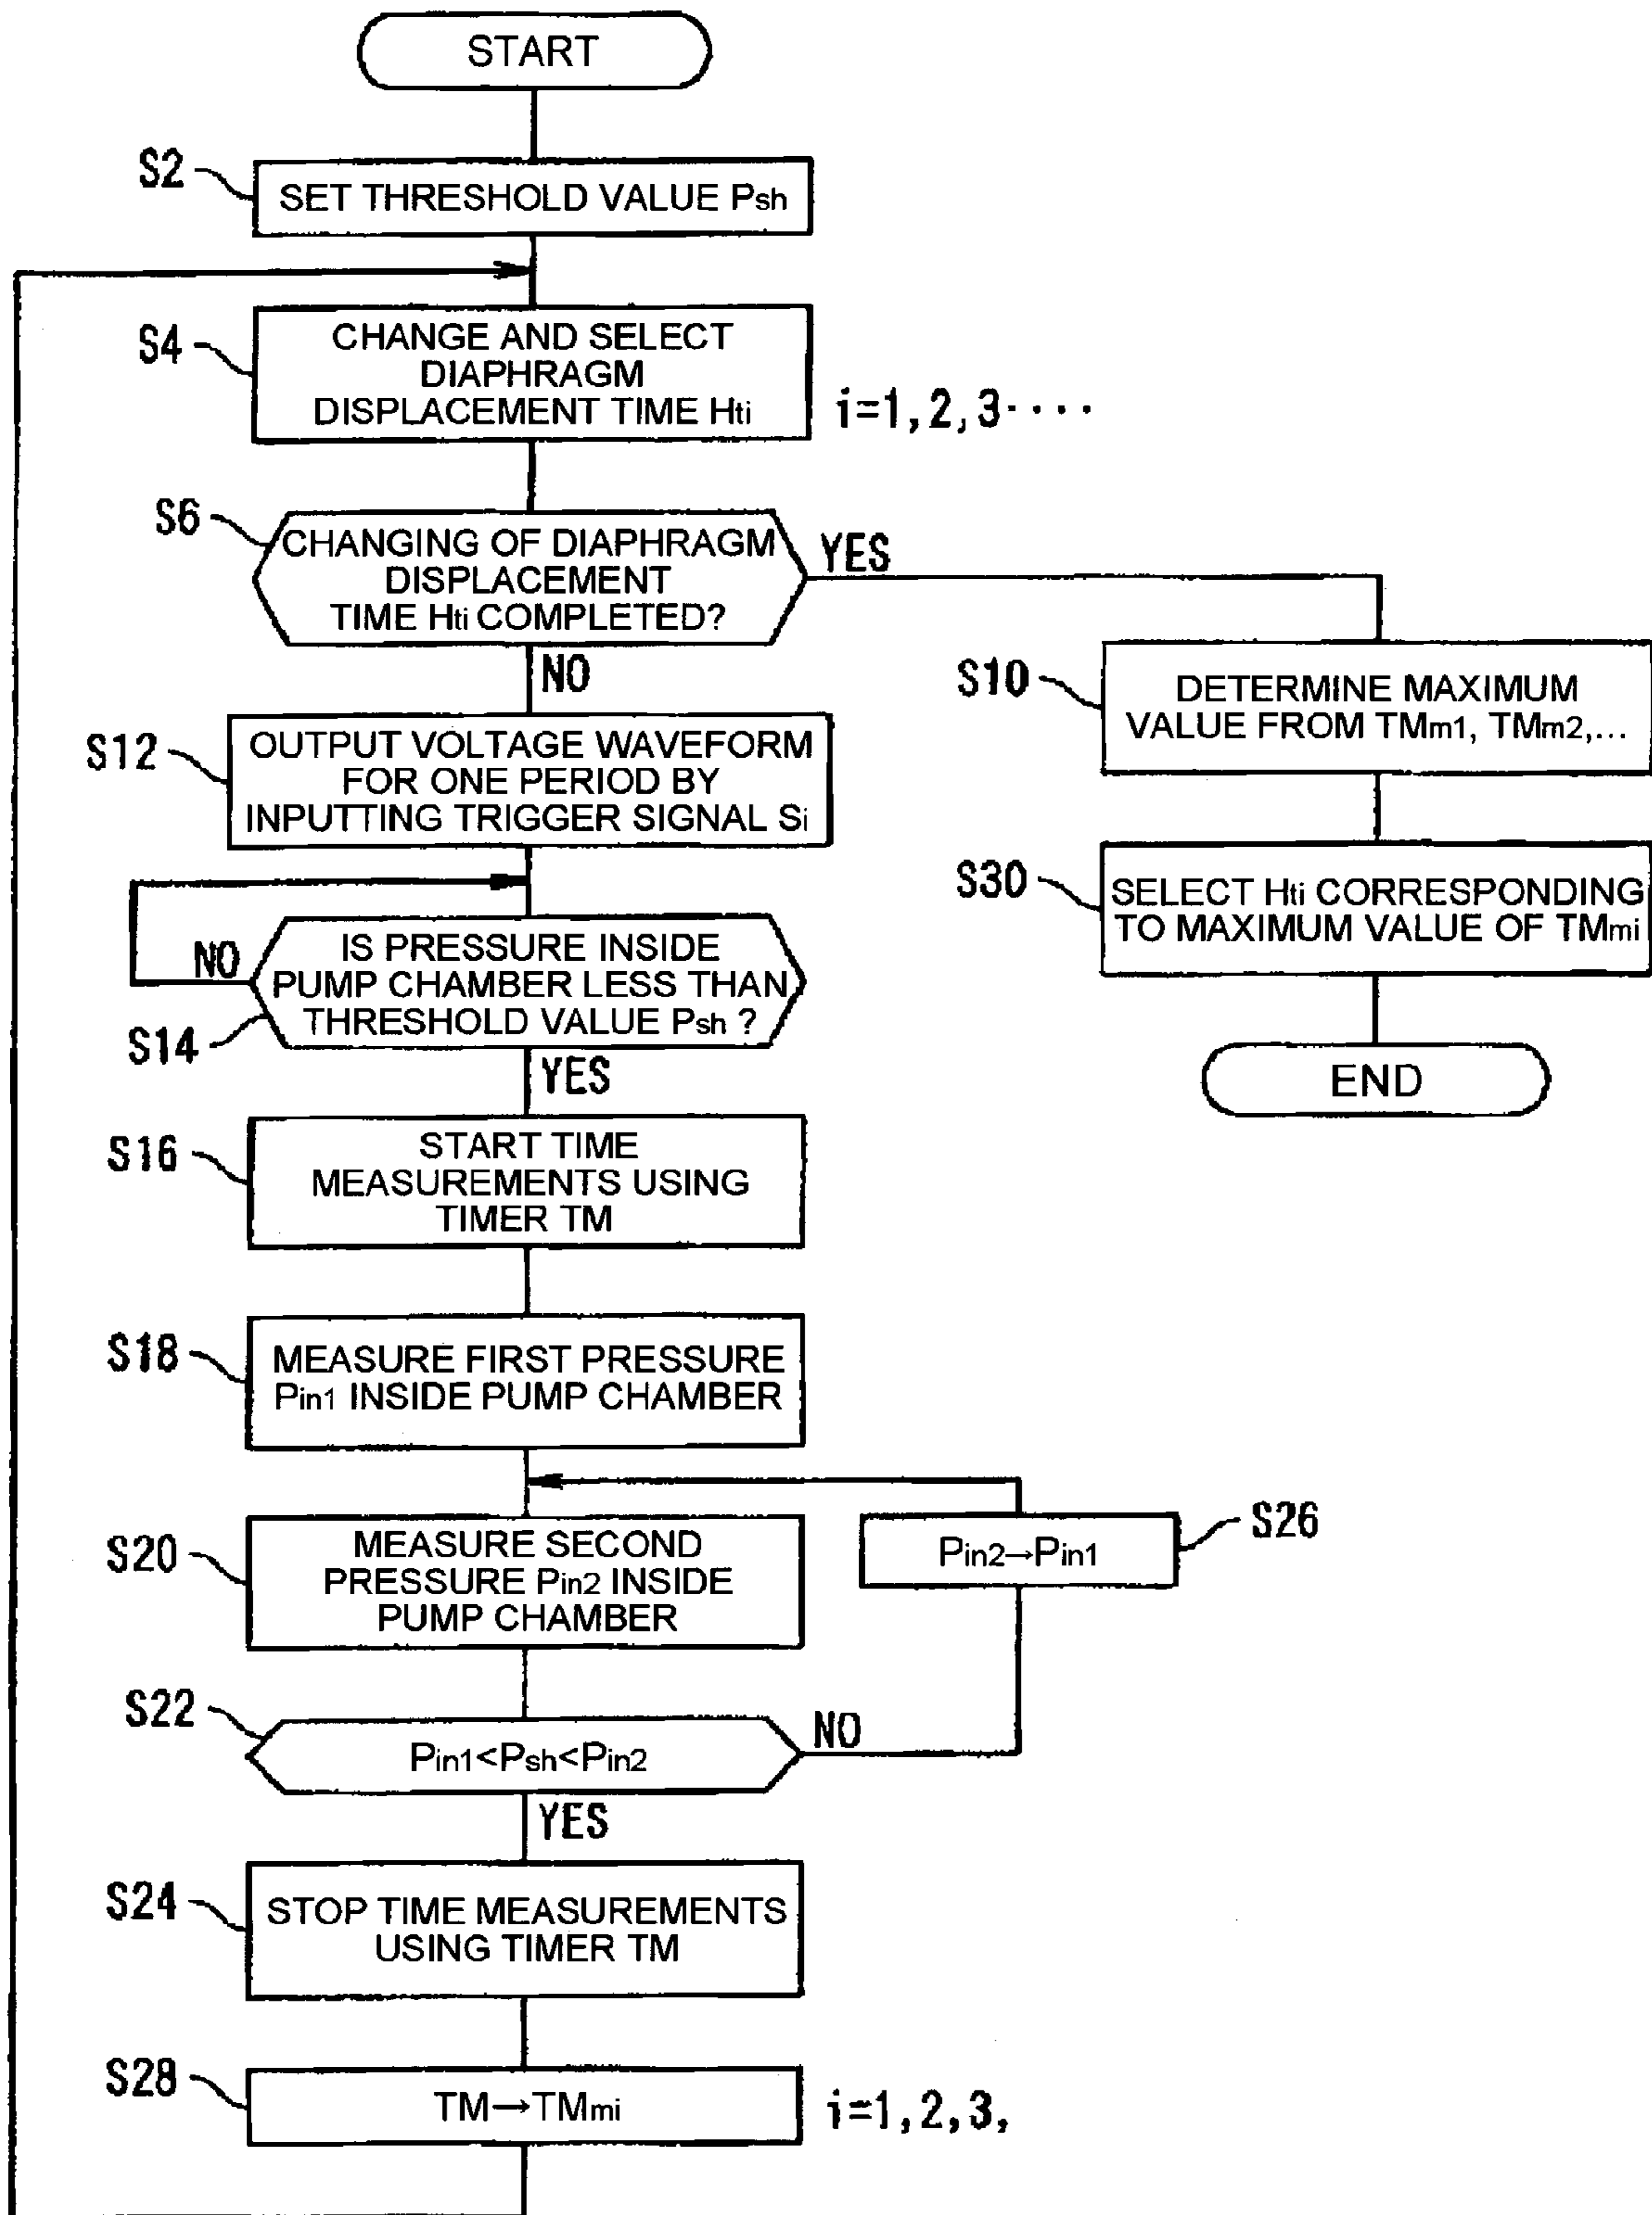 START
S2
SET THRESHOLD VALUE Psh
S4
CHANGE AND SELECT
DIAPHRAGM
DISPLACEMENT TIME Hti
i=1, 2, 3····
S6
CHANGING OF DIAPHRAGM
DISPLACEMENT
TIME Hti COMPLETED?
YES
NO
S10
DETERMINE MAXIMUM
VALUE FROM TMm1, TMm2,...
S12
OUTPUT VOLTAGE WAVEFORM
FOR ONE PERIOD BY
INPUTTING TRIGGER SIGNAL Si
S30
SELECT Hti CORRESPONDING
TO MAXIMUM VALUE OF TMmi
NO
IS PRESSURE INSIDE
PUMP CHAMBER LESS THAN
THRESHOLD VALUE Psh ?
S14
YES
END
S16
START TIME
MEASUREMENTS USING
TIMER TM
S18
MEASURE FIRST PRESSURE
Pin1 INSIDE PUMP CHAMBER
S20
MEASURE SECOND
PRESSURE Pin2 INSIDE
PUMP CHAMBER
Pin2→Pin1
S26
S22
Pin1<Psh<Pin2
NO
YES
S24
STOP TIME MEASUREMENTS
USING TIMER TM
S28
TM→TMmi
i=1, 2, 3,